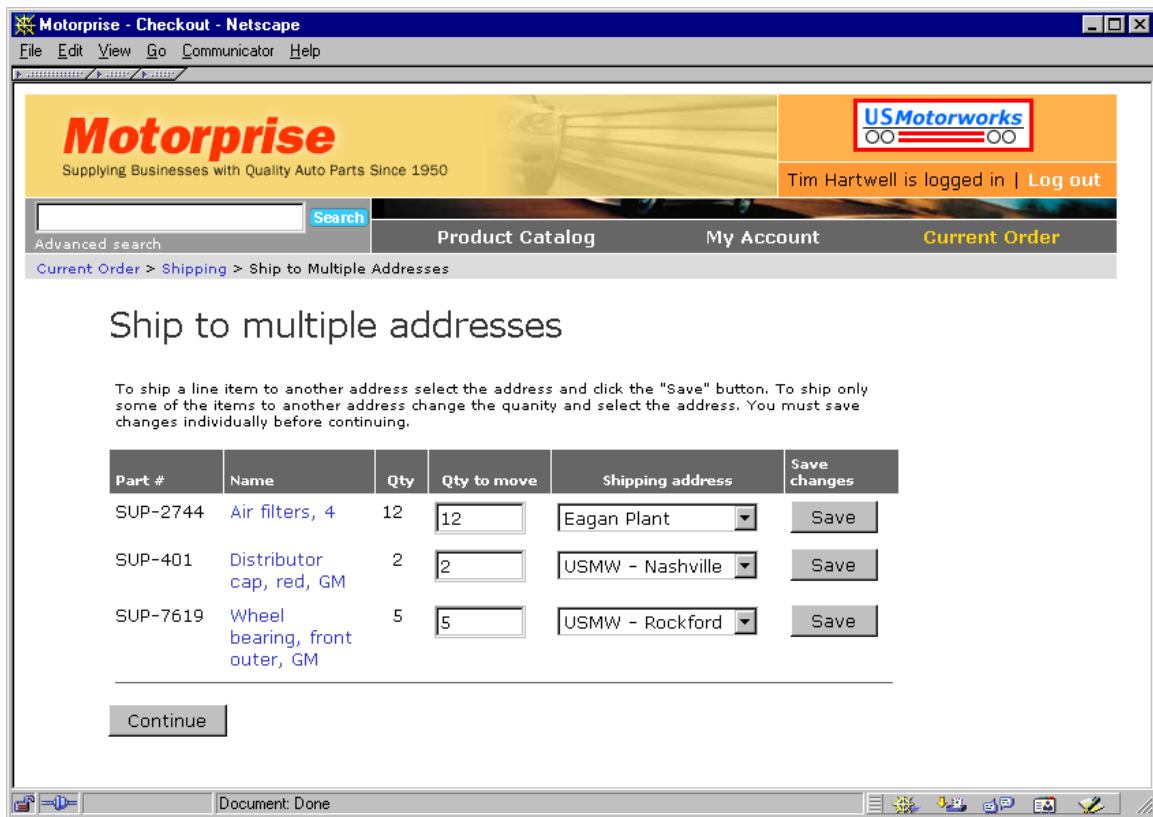 Motorprise - Checkout - Netscape
File Edit View Go Communicator Help
Motorprise
Supplying Businesses with Quality Auto Parts Since 1950
USMotorworks
Tim Hartwell is logged in | Log out
Search
Advanced search
Product Catalog My Account Current Order
Current Order > Shipping > Ship to Multiple Addresses
Ship to multiple addresses
To ship a line item to another address select the address and click the "Save" button. To ship only
some of the items to another address change the quanity and select the address. You must save
changes individually before continuing.
Part # Name Qty Qty to move Shipping address Save changes
SUP-2744 Air filters, 4 12 12 Eagan Plant Save
SUP-401 Distributor 2 2 USMW - Nashville Save
cap, red, GM
SUP-7619 Wheel 5 5 USMW - Rockford Save
bearing, front
outer, GM
Continue
Document: Done